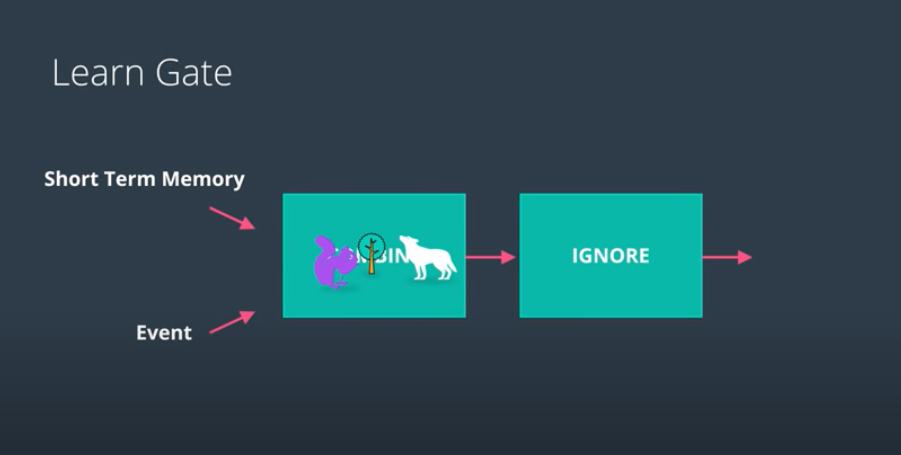 Learn Gate
Short Term Memory
IGNORE
Event